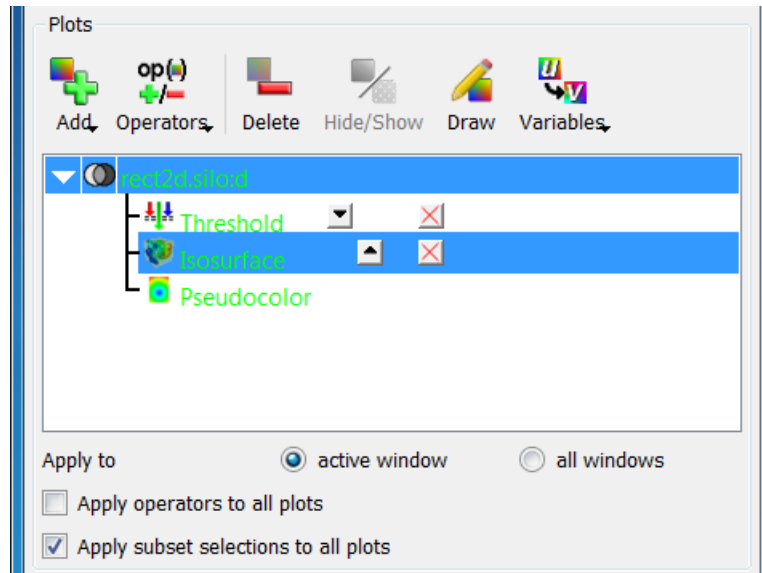 Plots
op( )
+/-
Add Operators Delete Hide/Show Draw Variables
u
v
rect2d.silo:d
Threshold
Isosurface
Pseudocolor
Apply to active window all windows
Apply operators to all plots
Apply subset selections to all plots